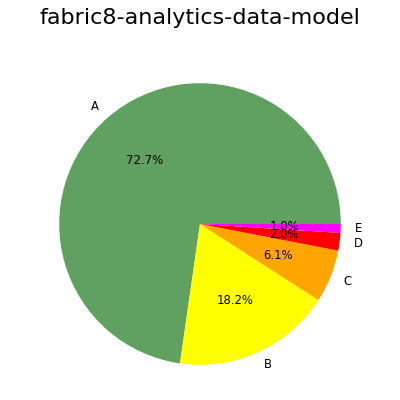 fabric8-analytics-data-model
A
72.7%
1.0%
E
2.0%
D
6.1%
C
18.2%
B